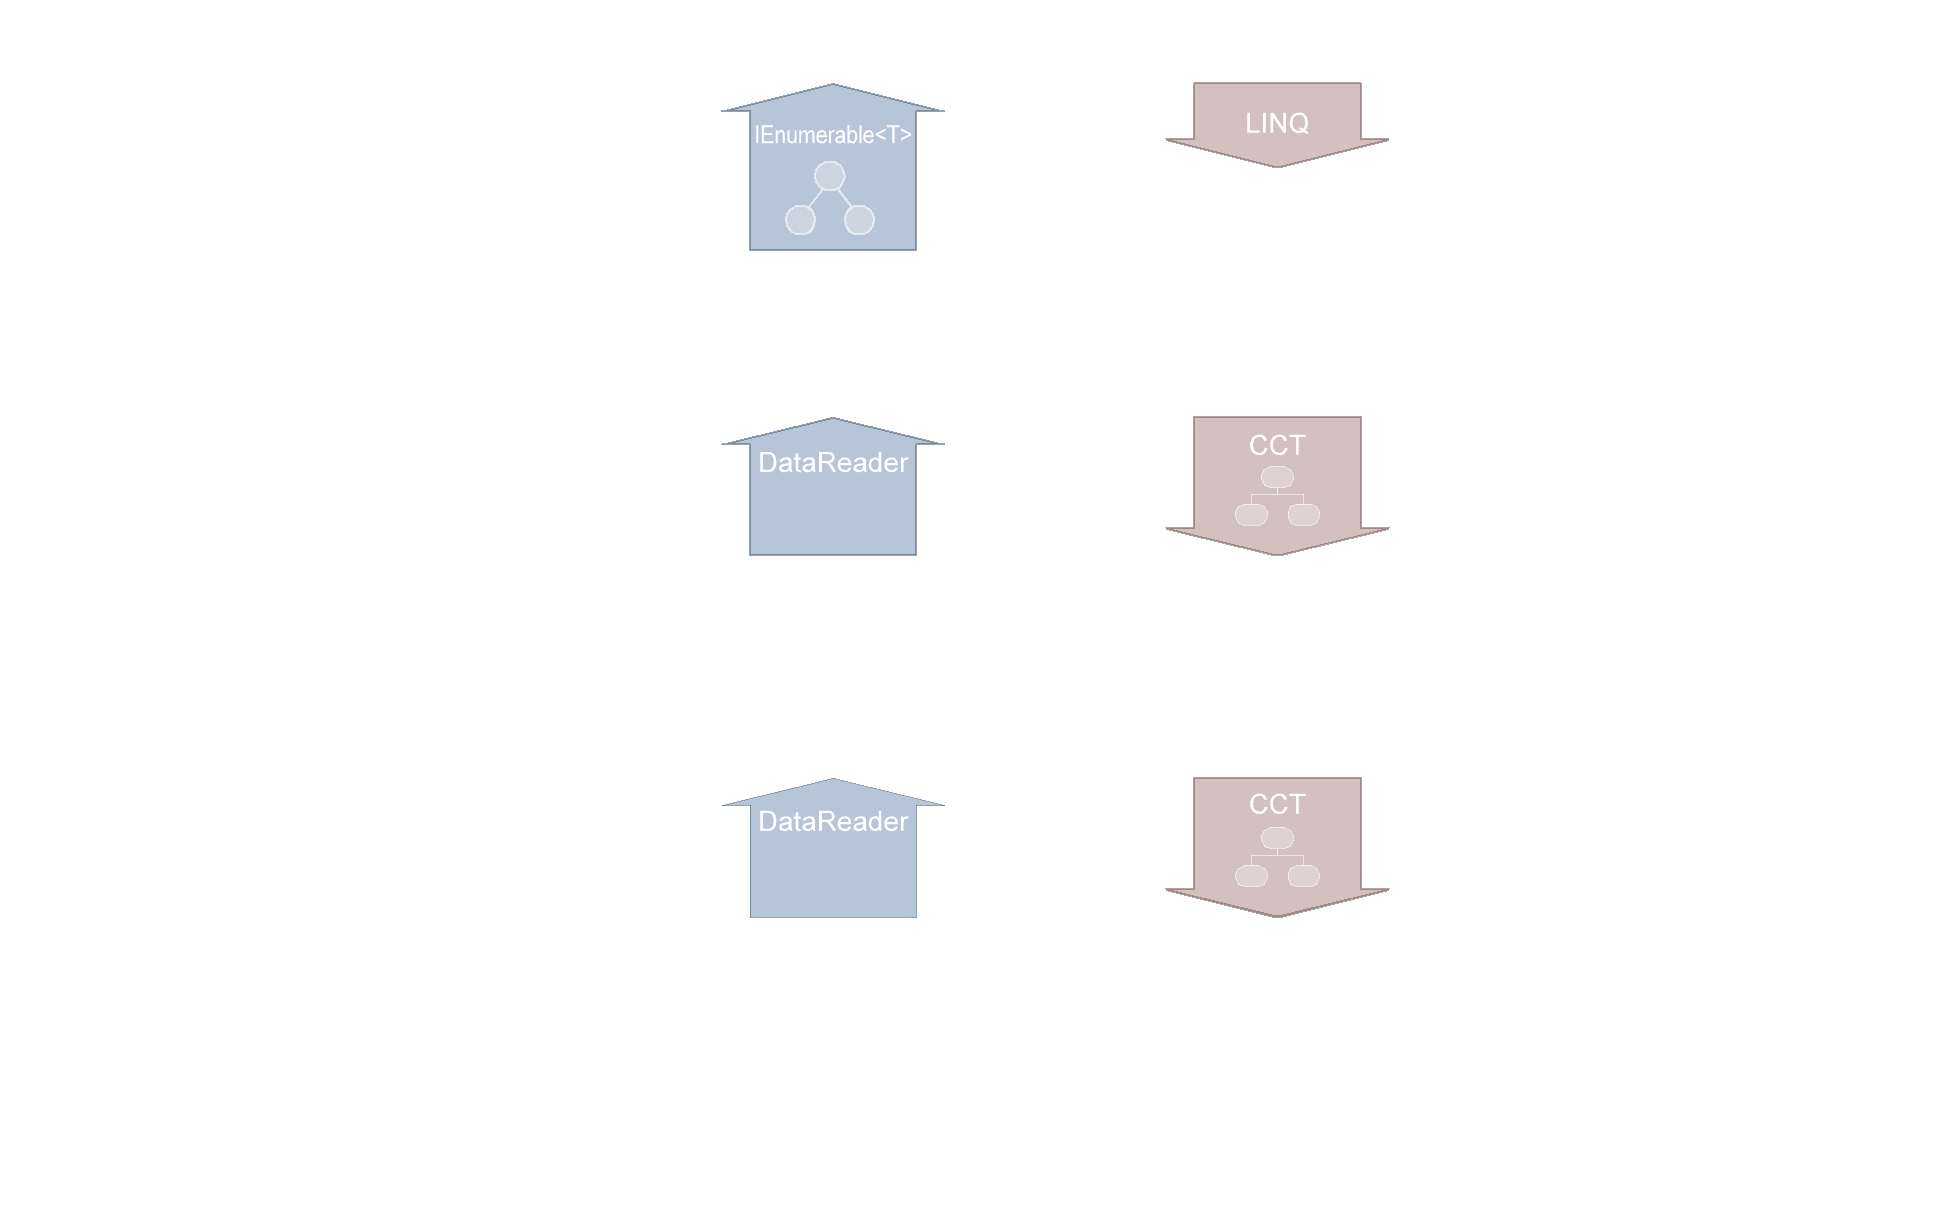 IEnumerable<T>
LINQ
DataReader
CCT
DataReader
CCT